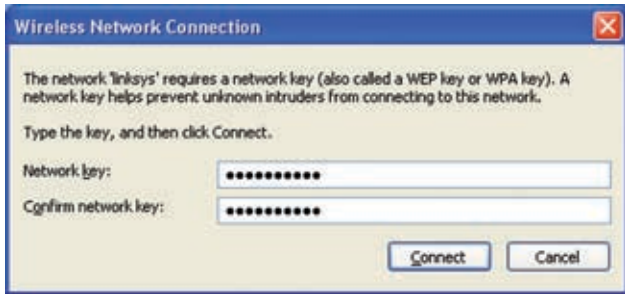 Wireless Network Connection
The network 'linksys' requires a network key (also called a WEP key or WPA key). A
network key helps prevent unknown intruders from connecting to this network.
Type the key, and then click Connect.
Network key: ••••••••••
Confirm network key: ••••••••••
Connect Cancel